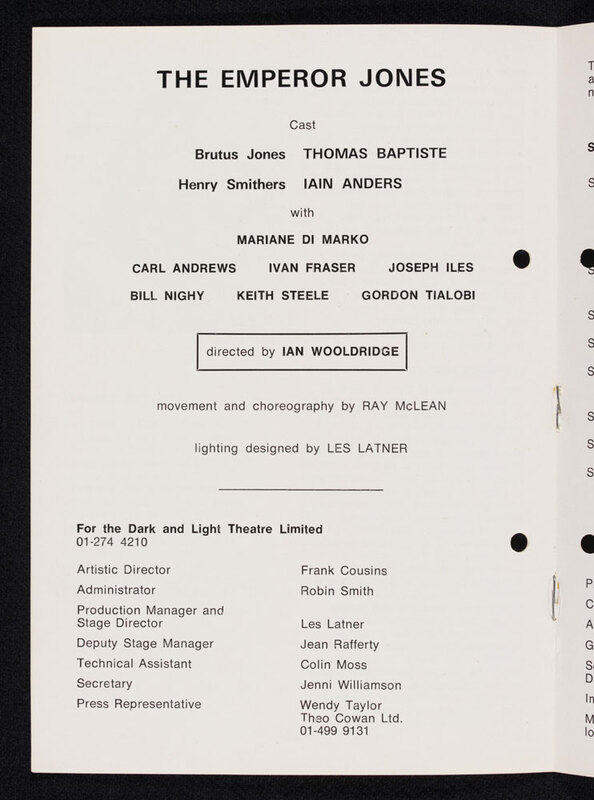 THE EMPEROR JONES
Cast
Brutus Jones THOMAS BAPTISTE
Henry Smithers IAIN ANDERS
with
MARIANE DI MARKO
CARL ANDREWS IVAN FRASER JOSEPH ILES
BILL NIGHY KEITH STEELE GORDON TIALOBI
directed by IAN WOOLDRIDGE
movement and choreography by RAY McLEAN
lighting designed by LES LATNER
For the Dark and Light Theatre Limited
01-274 4210
Artistic Director Frank Cousins
Administrator Robin Smith
Production Manager and
Stage Director Les Latner
Deputy Stage Manager Jean Rafferty
Technical Assistant Colin Moss
Secretary Jenni Williamson
Press Representative Wendy Taylor
Theo Cowan Ltd.
01-499 9131